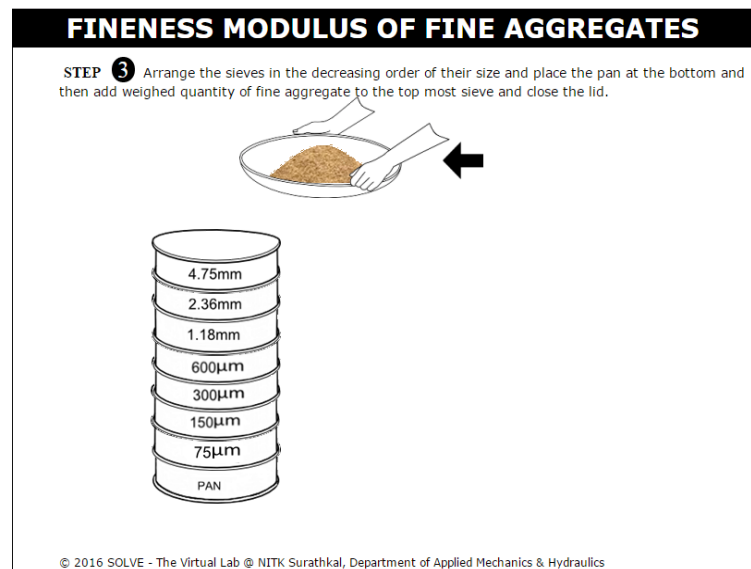 FINENESS MODULUS OF FINE AGGREGATES
STEP 3 Arrange the sieves in the decreasing order of their size and place the pan at the bottom and
then add weighed quantity of fine aggregate to the top most sieve and close the lid.
4.75mm
2.36mm
1.18mm
600µm
300µm
150µm
75µm
PAN
© 2016 SOLVE - The Virtual Lab @ NITK Surathkal, Department of Applied Mechanics & Hydraulics